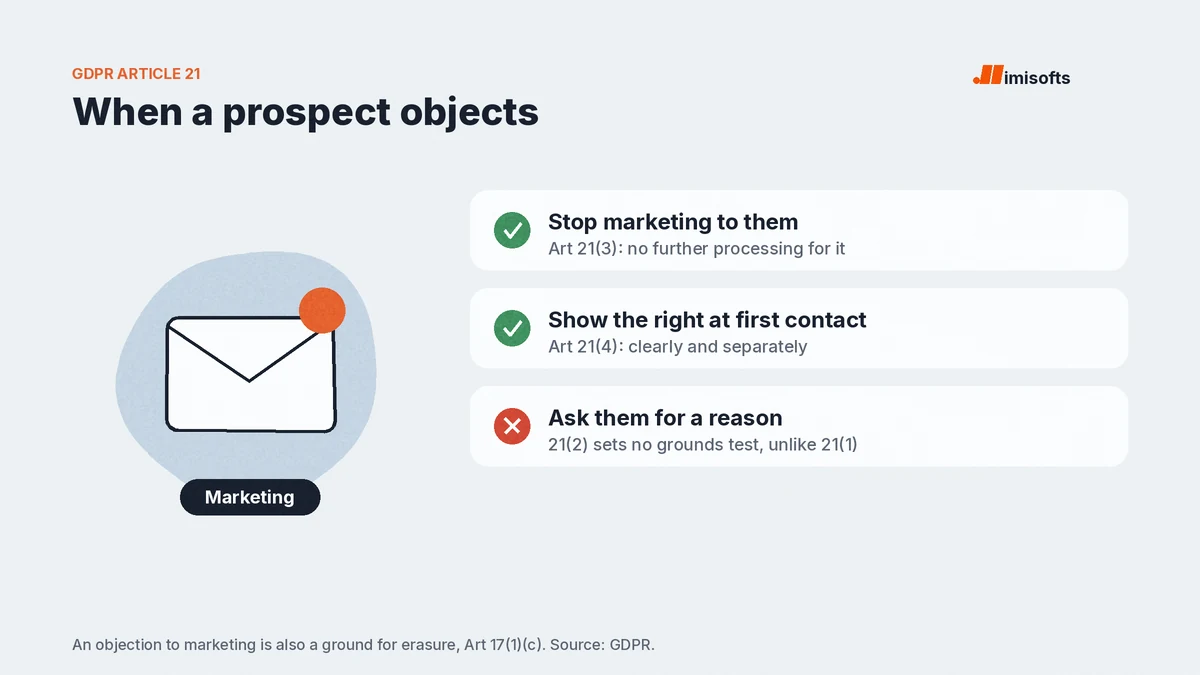 GDPR ARTICLE 21
When a prospect objects
imisofts
Stop marketing to them
Art 21(3): no further processing for it
Show the right at first contact
Art 21(4): clearly and separately
Ask them for a reason
21(2) sets no grounds test, unlike 21(1)
Marketing
An objection to marketing is also a ground for erasure, Art 17(1)(c). Source: GDPR.